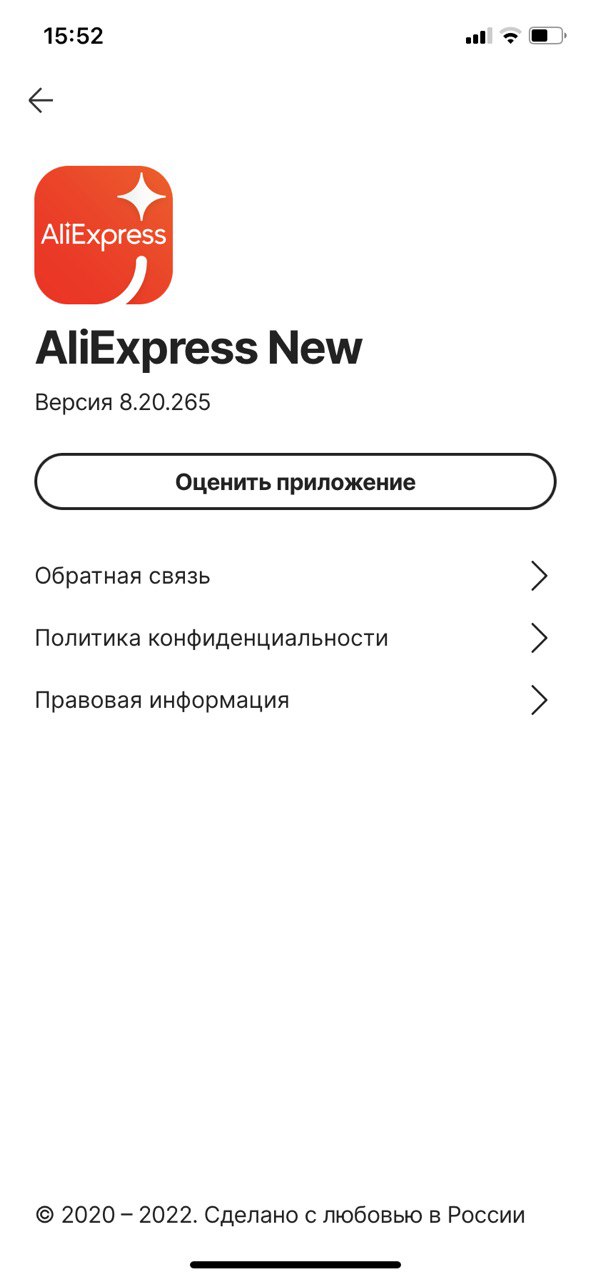 15:52
AliExpress
AliExpress New
Версия 8.20.265
Оценить приложение
Обратная связь
Политика конфиденциальности
Правовая информация
© 2020 – 2022. Сделано с любовью в России